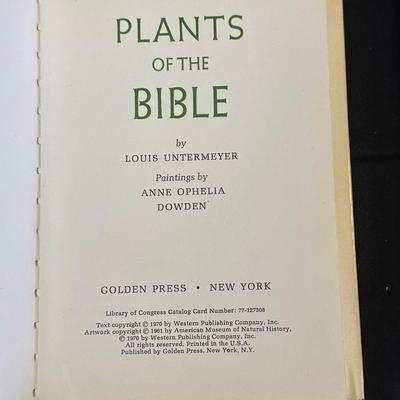 PLANTS
OF THE
BIBLE
by
LOUIS UNTERMEYER
Paintings by
ANNE OPHELIA
DOWDEN
GOLDEN PRESS • NEW YORK
Library of Congress Catalog Card Number: 77-127308
Text copyright © 1970 by Western Publishing Company, Inc.
Artwork copyright © 1961 by American Museum of Natural History,
© 1970 by Western Publishing Company, Inc.
All rights reserved. Printed in the U.S.A.
Published by Golden Press, New York, N.Y.